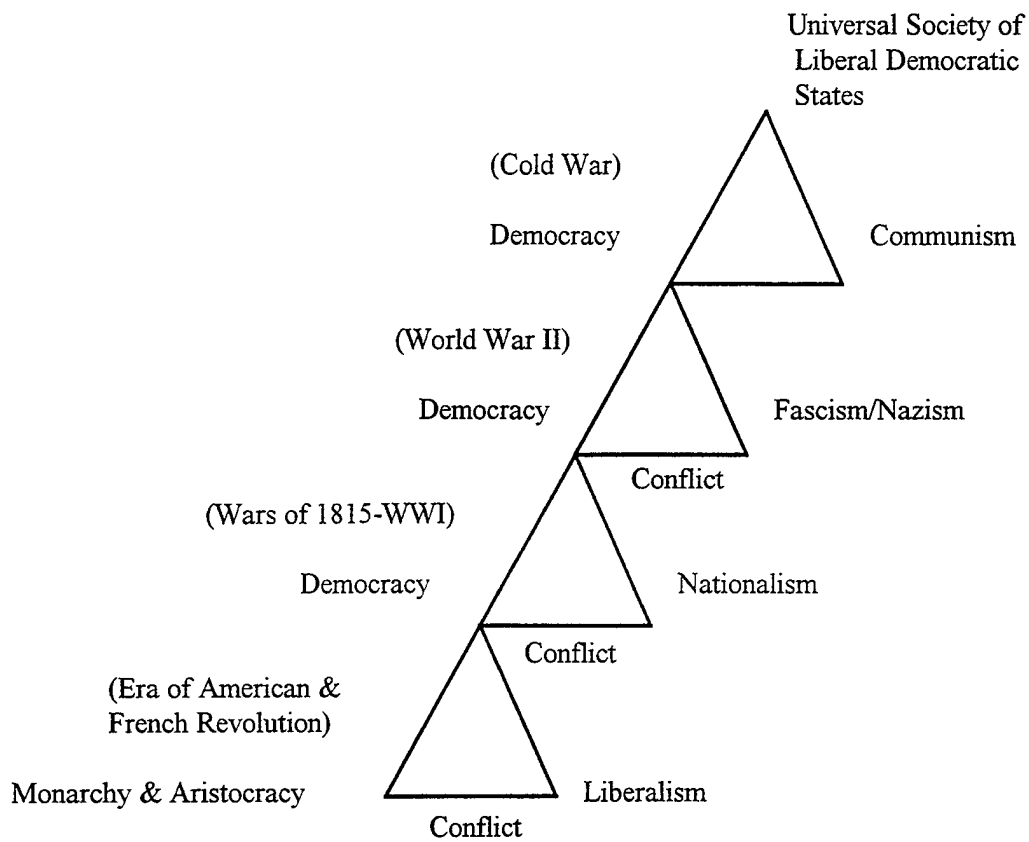 Universal Society of
Liberal Democratic
States
(Cold War)
Democracy
Communism
(World War II)
Democracy
Fascism/Nazism
Conflict
(Wars of 1815-WWI)
Democracy
Nationalism
Conflict
(Era of American &
French Revolution)
Monarchy & Aristocracy
Liberalism
Conflict